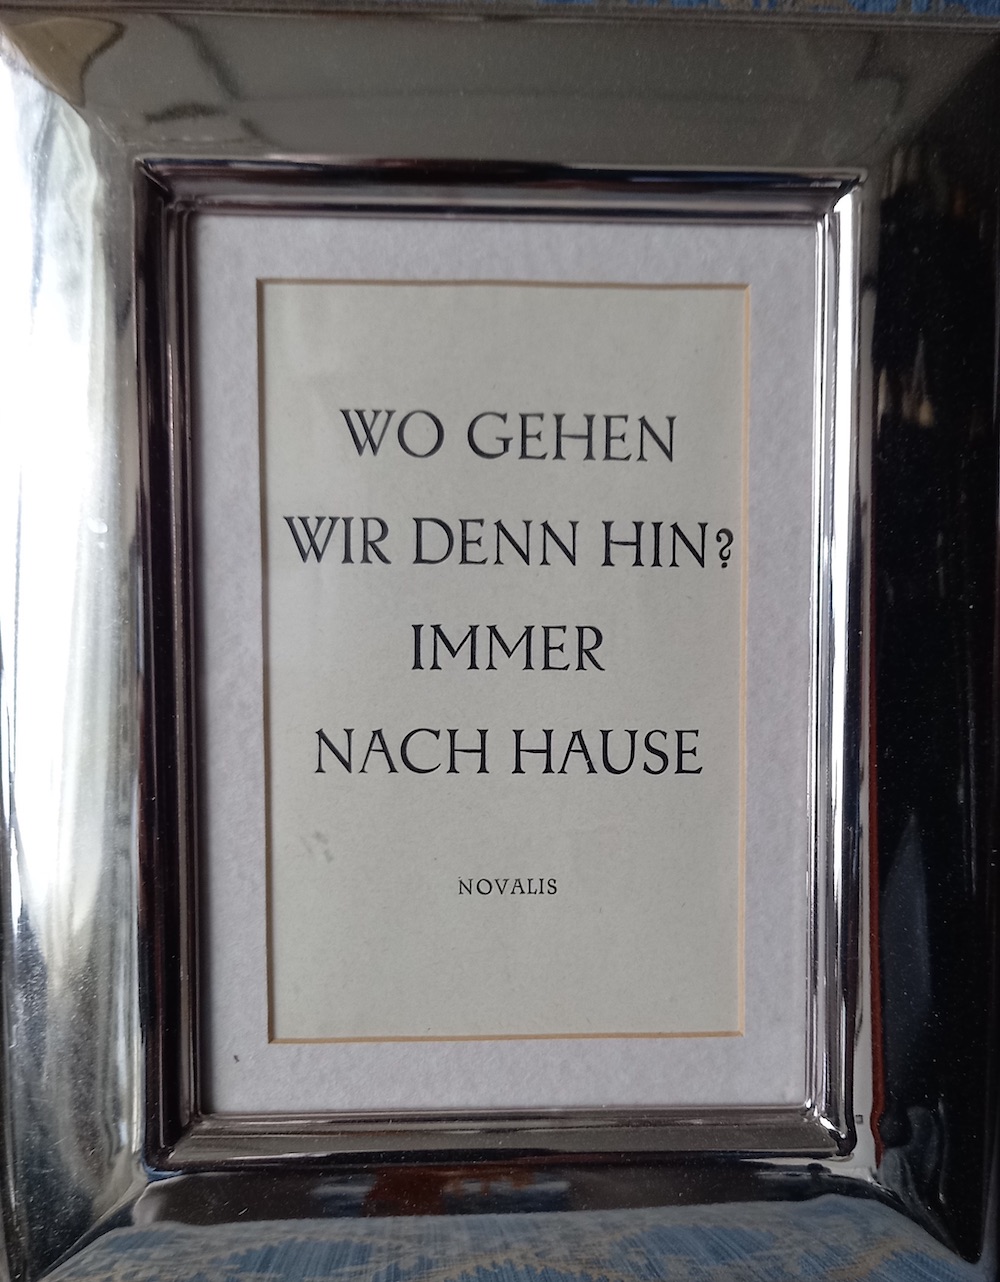 WO GEHEN
WIR DENN HIN?
IMMER
NACH HAUSE
NOVALIS